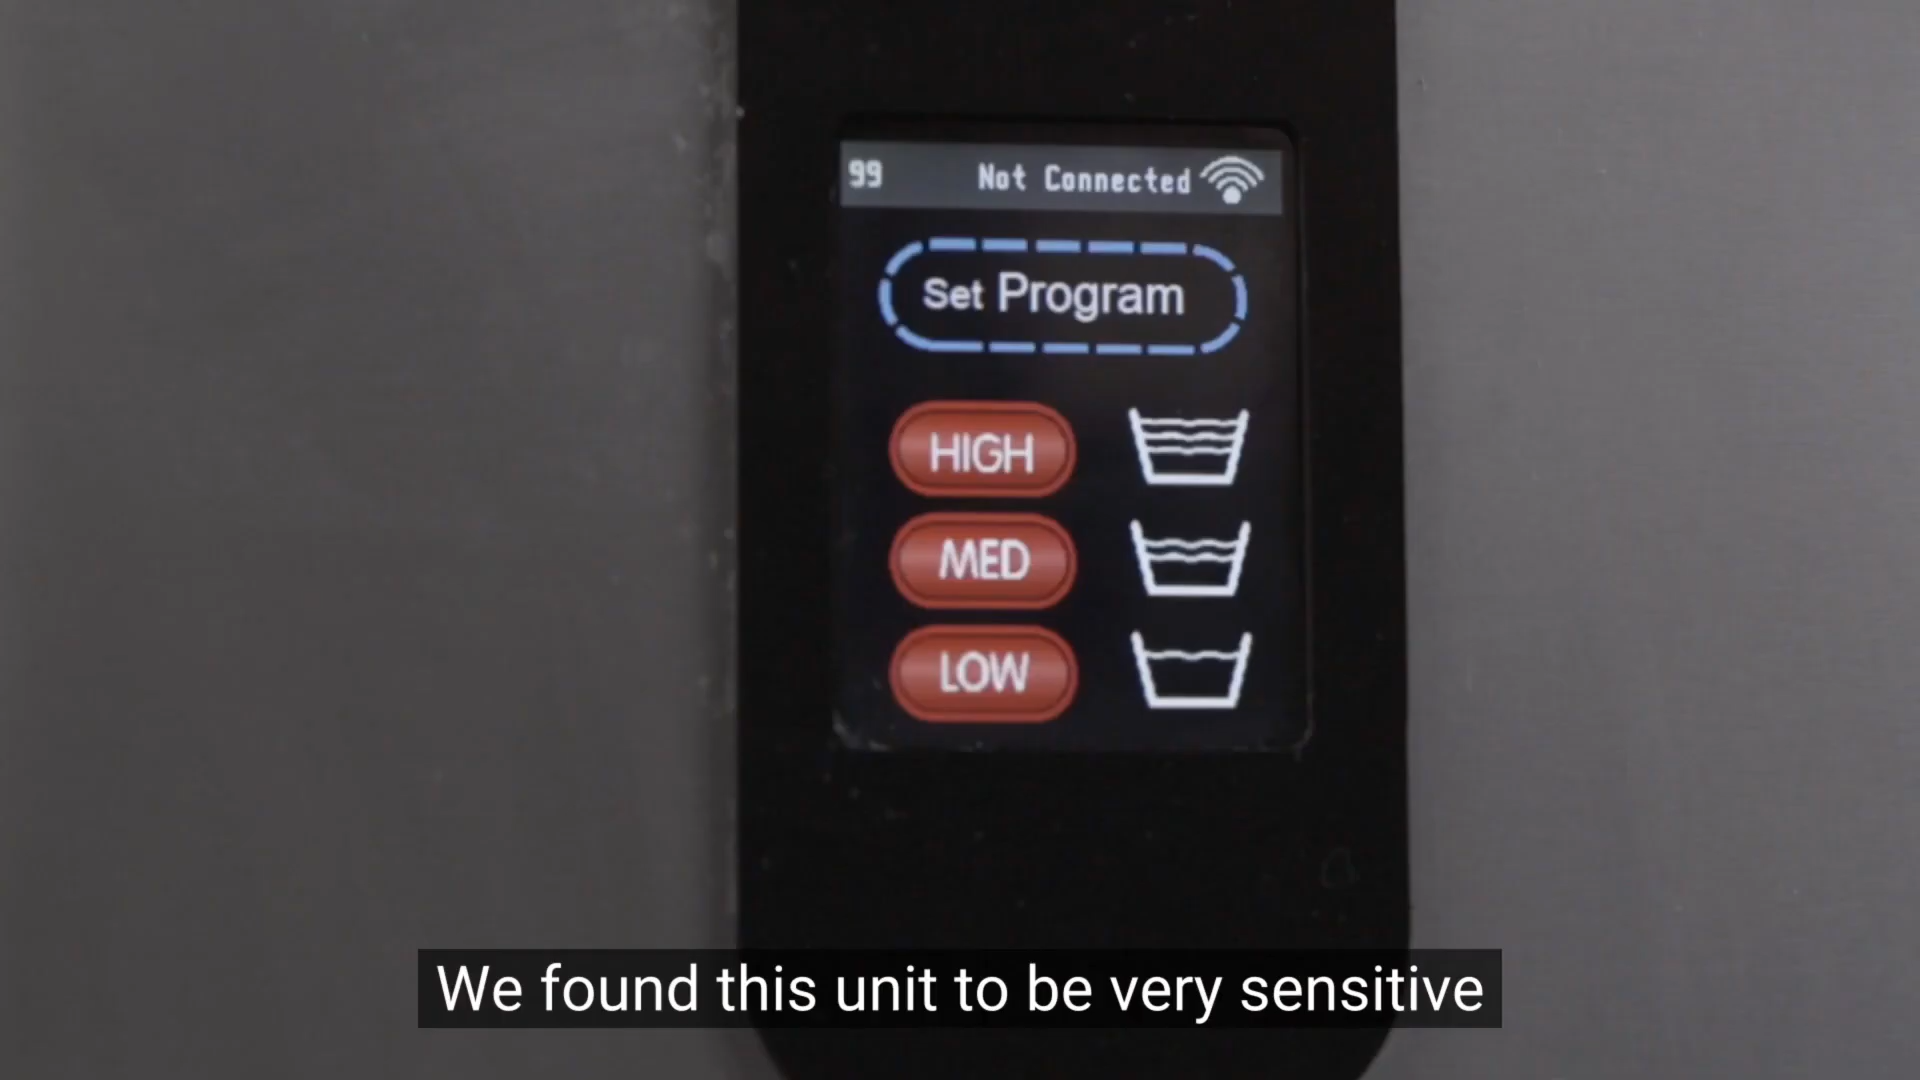 99 Not Connected
Set Program
HIGH
MED
LOW
We found this unit to be very sensitive